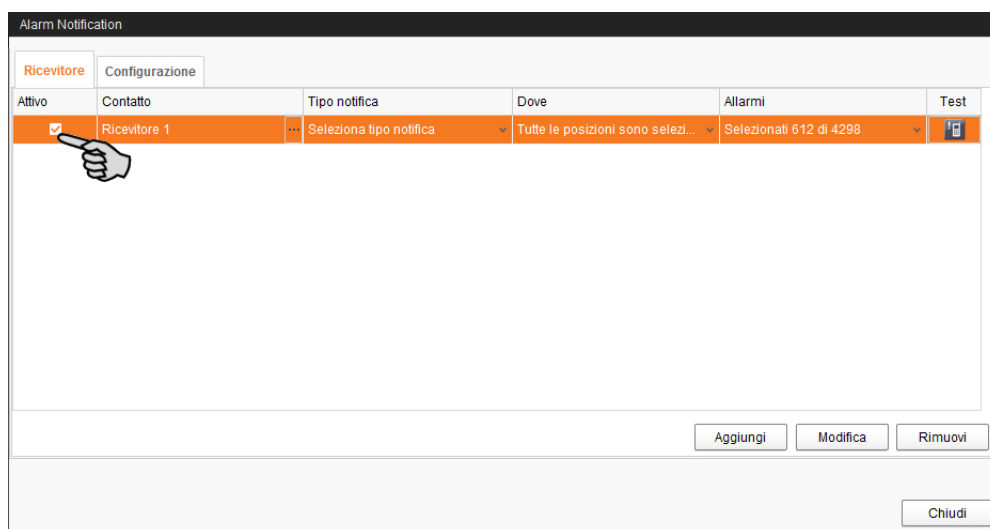 Alarm Notification
Ricevitore Configurazione
Attivo Contatto Tipo notifica Dove Allarmi Test
Ricevitore 1 ... Seleziona tipo notifica Tutte le posizioni sono selezi... Selezionati 612 di 4298
Aggiungi Modifica Rimuovi
Chiudi